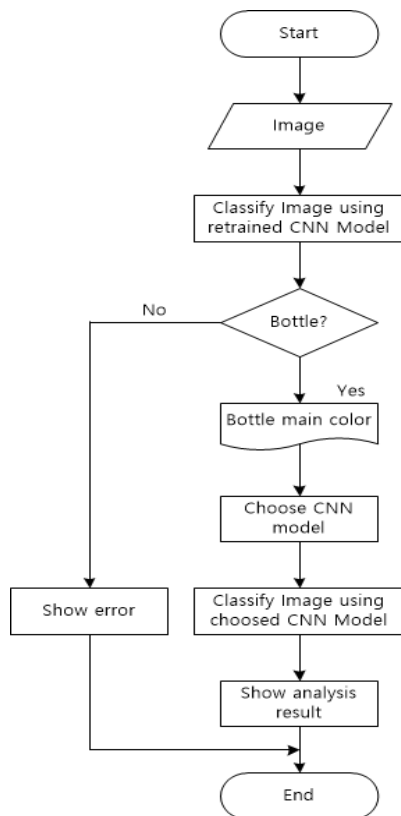 Start
Image
Classify Image using
retrained CNN Model
Bottle?
No
Yes
Bottle main color
Choose CNN
model
Show error
Classify Image using
choosed CNN Model
Show analysis
result
End